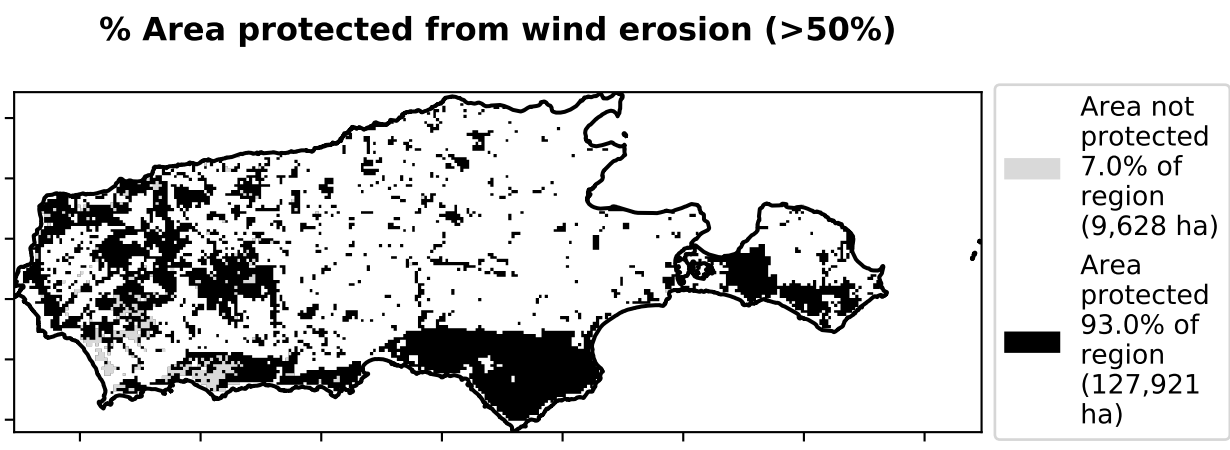 % Area protected from wind erosion (>50%)
Area not
protected
7.0% of
region
(9,628 ha)
Area
protected
93.0% of
region
(127,921
ha)